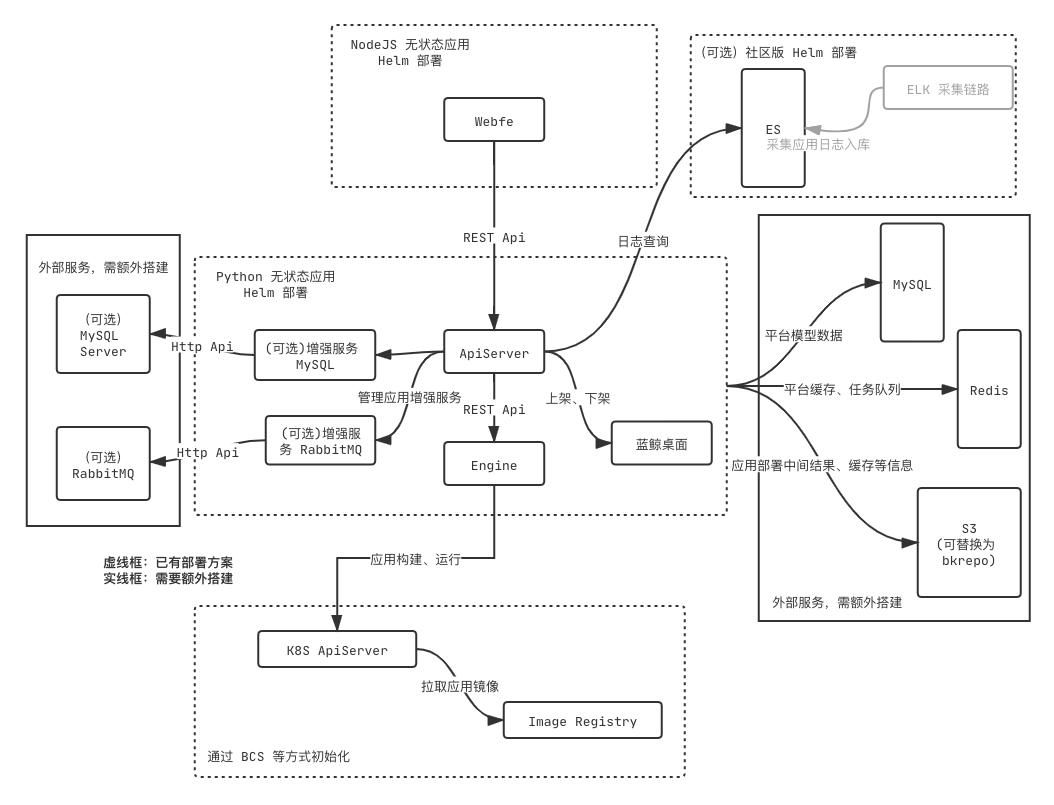 NodeJS 无状态应用
Helm 部署
Webfe
(可选) 社区版 Helm 部署
ELK 采集链路
ES
采集应用日志入库
REST Api
日志查询
外部服务, 需额外搭建
(可选)
MySQL
Server
(可选)
RabbitMQ
Http Api
Http Api
Python 无状态应用
Helm 部署
(可选)增强服务
MySQL
(可选)增强服
务 RabbitMQ
ApiServer
管理应用增强服务
REST Api
上架、下架
Engine
蓝鲸桌面
MySQL
平台模型数据
平台缓存、任务队列
Redis
应用部署中间结果、缓存等信息
S3
(可替换为
bkrepo)
外部服务, 需额外搭建
虚线框: 已有部署方案
实线框: 需要额外搭建
应用构建、运行
K8S ApiServer
拉取应用镜像
Image Registry
通过 BCS 等方式初始化